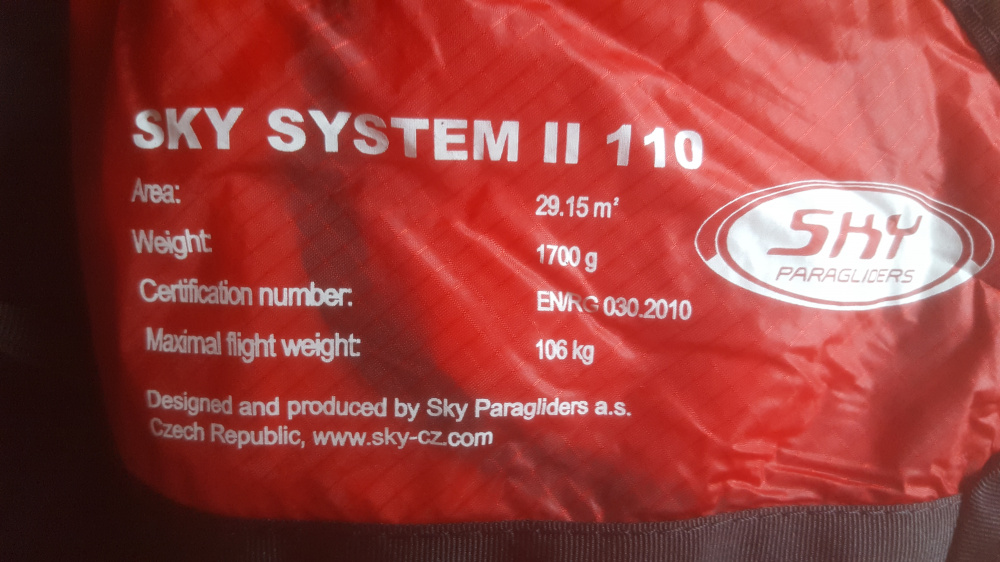 SKY SYSTEM II 110
Area: 29.15 m²
Weight: 1700 g
Certification number: EN/RG 030.2010
Maximal flight weight: 106 kg
SKY
PARAGLIDERS
Designed and produced by Sky Paragliders a.s.
Czech Republic, www.sky-cz.com